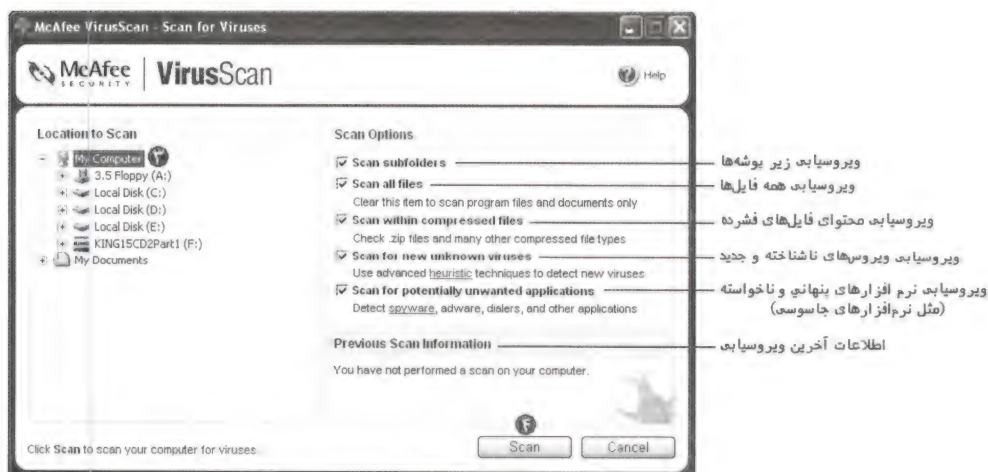 McAfee VirusScan - Scan for Viruses
McAfee SECURITY | VirusScan
Help
Location to Scan
My Computer ۳
3.5 Floppy (A:)
Local Disk (C:)
Local Disk (D:)
Local Disk (E:)
KING15CD2Part1 (F:)
My Documents
Scan Options
Scan subfolders
ویروسیابی زیر پوشه‌ها
Scan all files
ویروسیابی همه فایل‌ها
Clear this item to scan program files and documents only
Scan within compressed files
ویروسیابی محتوای فایل‌های فشرده
Check .zip files and many other compressed file types
Scan for new unknown viruses
ویروسیابی ویروس‌های ناشناخته و جدید
Use advanced heuristic techniques to detect new viruses
Scan for potentially unwanted applications
ویروسیابی نرم افزارهای پنهانی و ناخواسته
(مثل نرم‌افزارهای جاسوسی)
Detect spyware, adware, dialers, and other applications
Previous Scan Information
اطلاعات آخرین ویروسیابی
You have not performed a scan on your computer.
۴
Click Scan to scan your computer for viruses
Scan
Cancel